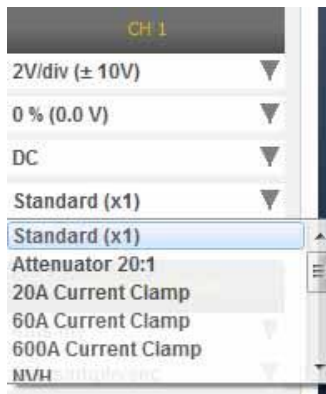 CH 1
2V/div (± 10V)
0 % (0.0 V)
DC
Standard (x1)
Standard (x1)
Attenuator 20:1
20A Current Clamp
60A Current Clamp
600A Current Clamp
NVH